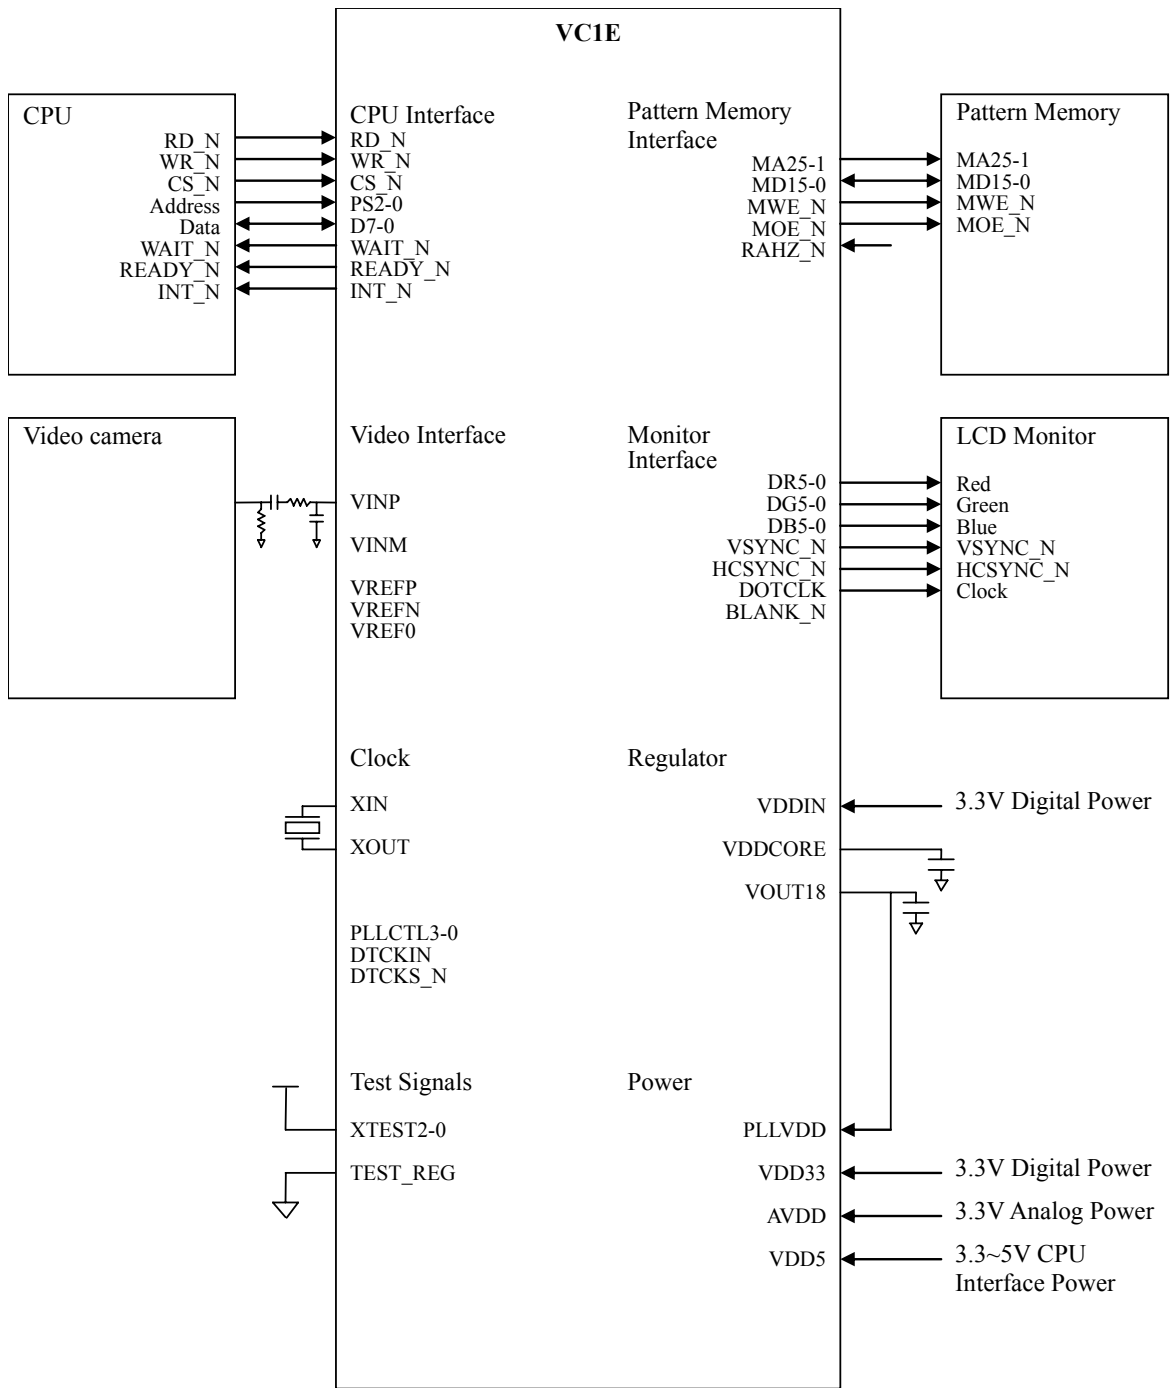 VC1E
CPU
RD_N
WR_N
CS_N
Address
Data
WAIT_N
READY_N
INT_N
CPU Interface
RD_N
WR_N
CS_N
PS2-0
D7-0
WAIT_N
READY_N
INT_N
Pattern Memory
Interface
MA25-1
MD15-0
MWE_N
MOE_N
RAHZ_N
Pattern Memory
MA25-1
MD15-0
MWE_N
MOE_N
Video camera
Video Interface
VINP
VINM
VREFP
VREFN
VREF0
Monitor
Interface
DR5-0
DG5-0
DB5-0
VSYNC_N
HCSYNC_N
DOTCLK
BLANK_N
LCD Monitor
Red
Green
Blue
VSYNC_N
HCSYNC_N
Clock
Clock
XIN
XOUT
PLLCTL3-0
DTCKIN
DTCKS_N
Regulator
VDDIN
VDDCORE
VOUT18
3.3V Digital Power
Test Signals
XTEST2-0
TEST_REG
Power
PLLVDD
VDD33
AVDD
VDD5
3.3V Digital Power
3.3V Analog Power
3.3~5V CPU
Interface Power